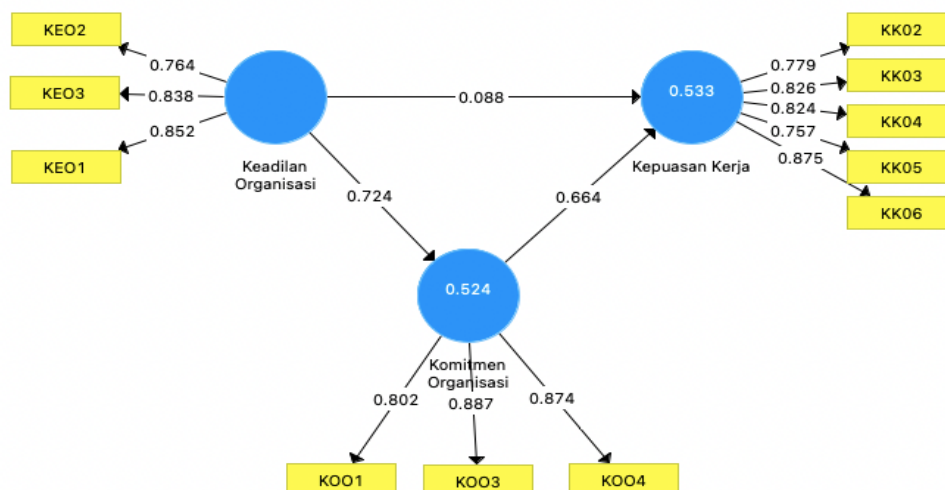 KEO2
KEO3
KEO1
0.764
0.838
0.852
Keadilan
Organisasi
0.088
0.724
0.664
0.533
Kepuasan Kerja
0.779
0.826
0.824
0.757
0.875
KK02
KK03
KK04
KK05
KK06
0.524
Komitmen
Organisasi
0.802
0.887
0.874
KOO1
KOO3
KOO4